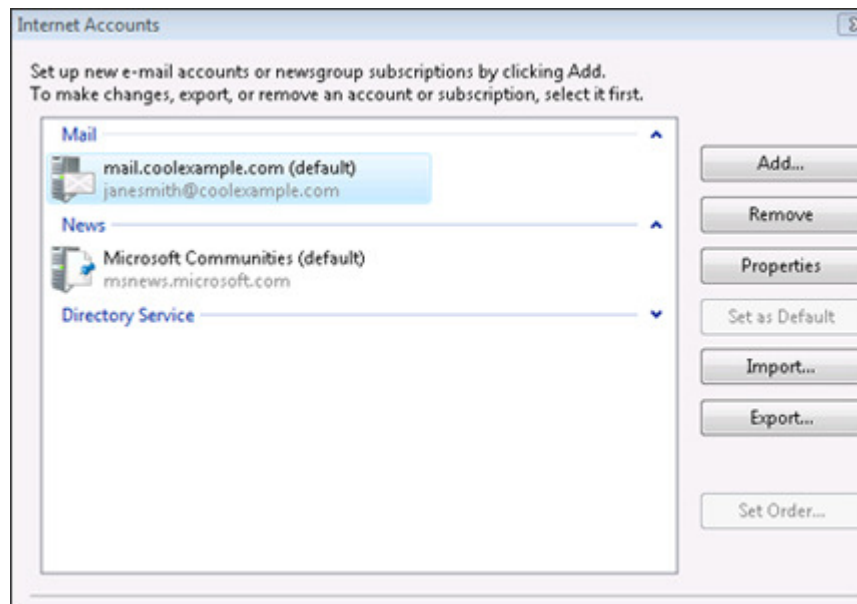 Internet Accounts
Set up new e-mail accounts or newsgroup subscriptions by clicking Add.
To make changes, export, or remove an account or subscription, select it first.
Mail
mail.coolexample.com (default)
janesmith@coolexample.com
News
Microsoft Communities (default)
msnews.microsoft.com
Directory Service
Add...
Remove
Properties
Set as Default
Import...
Export...
Set Order...